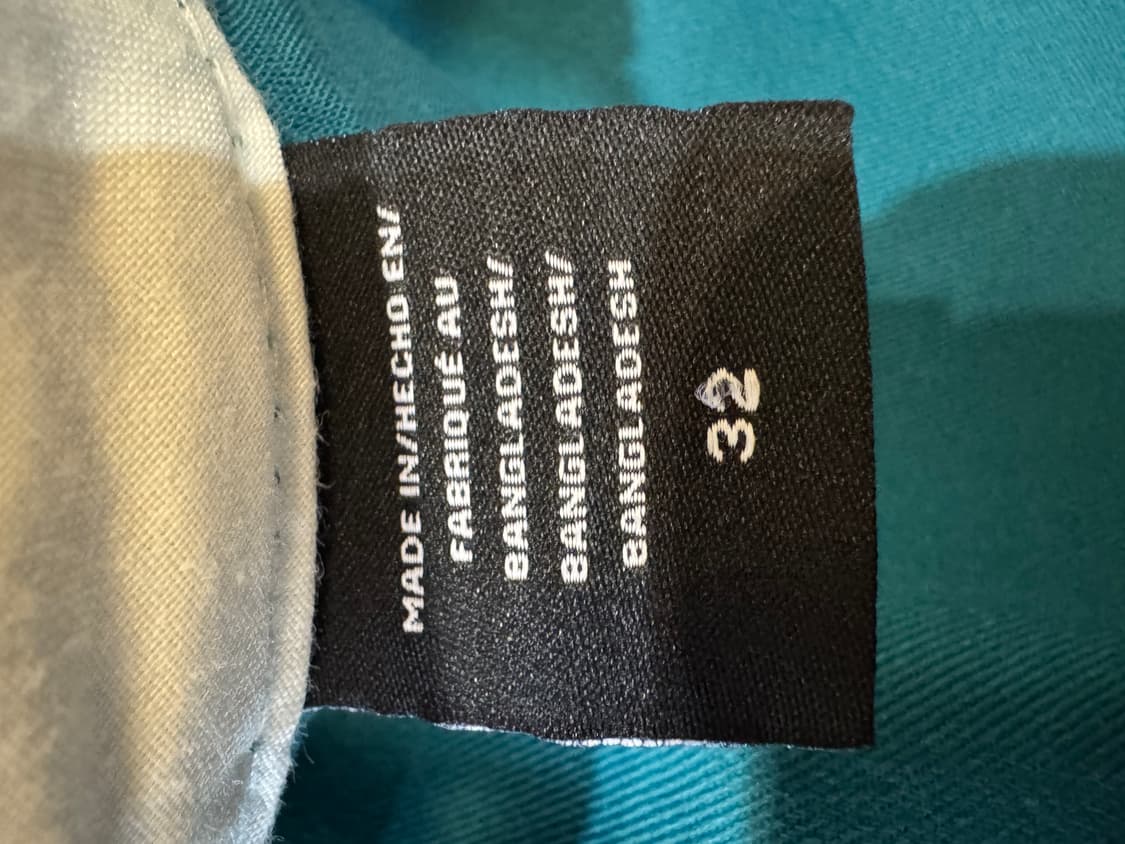 MADE IN/HECHO EN/
FABRIQUÉ AU
BANGLADESH/
BANGLADESH/
BANGLADESH
32